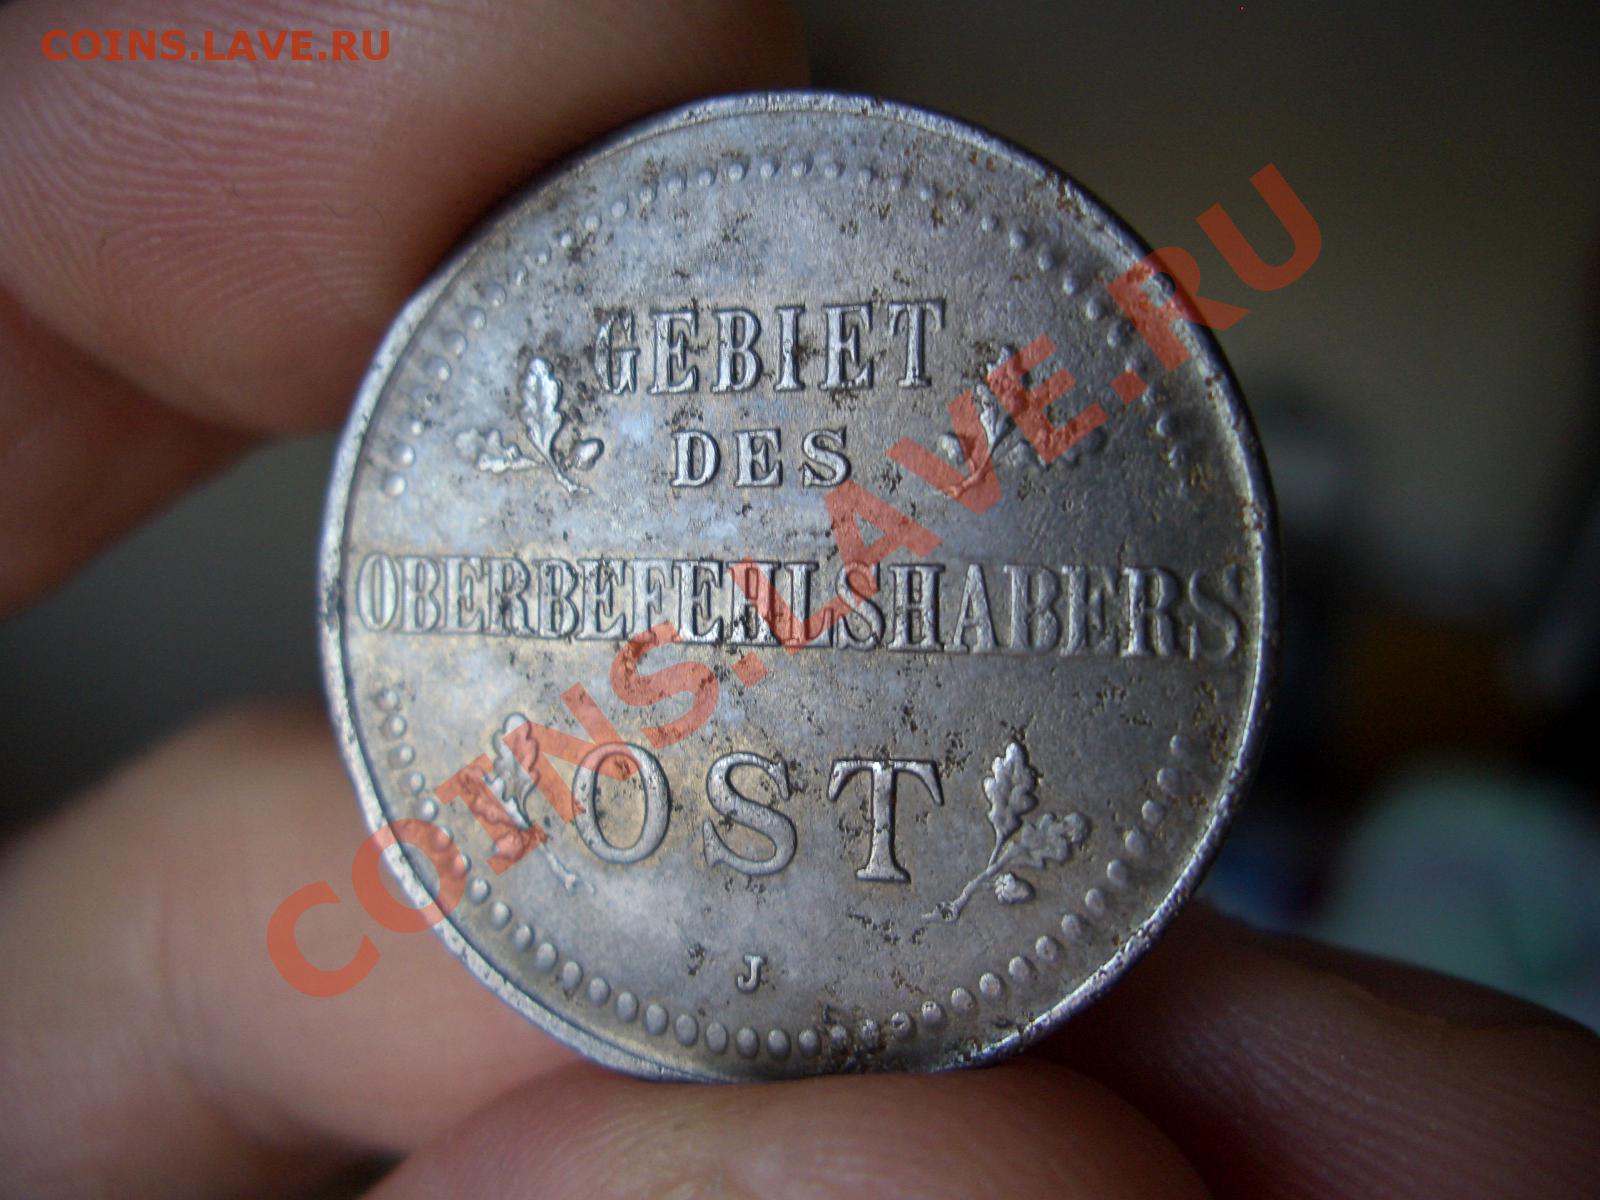 COINS.LAVE.RU
GEBIET
DES
OBERBEFEHLSHABERS
OST
J
COINS.LAVE.RU